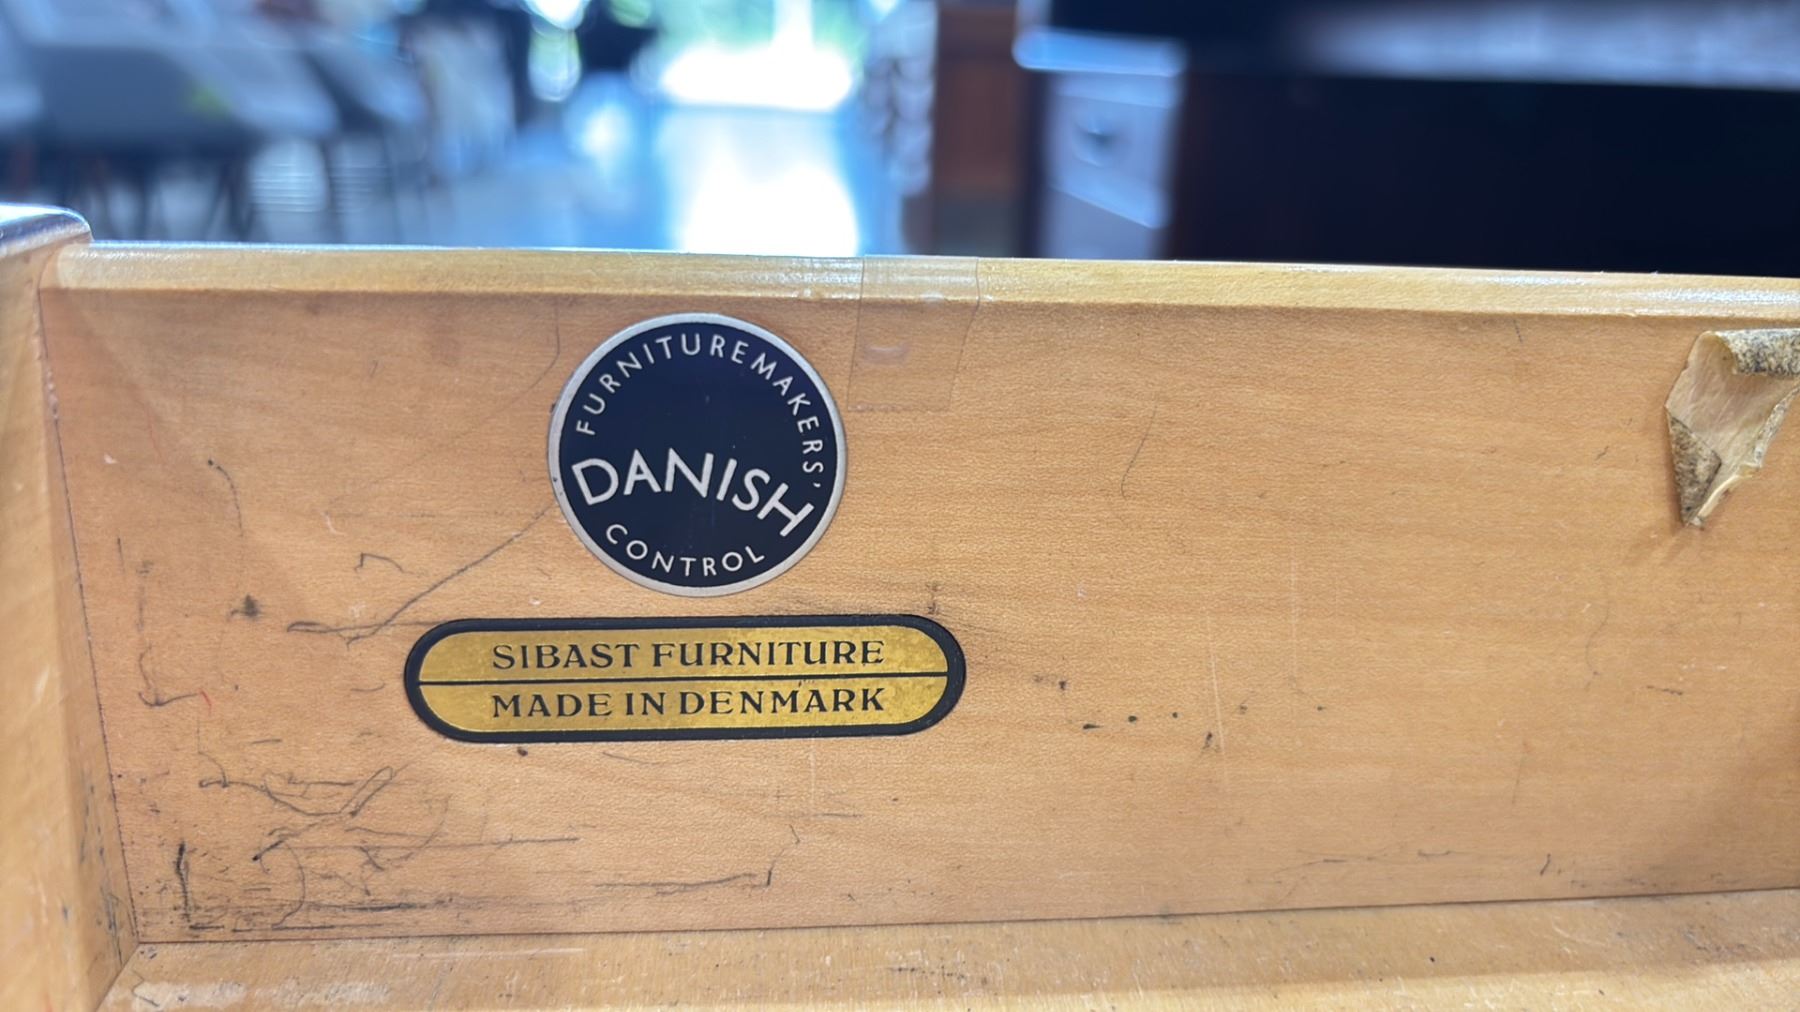 FURNITUREMAKERS'
DANISH
CONTROL
SIBAST FURNITURE
MADE IN DENMARK